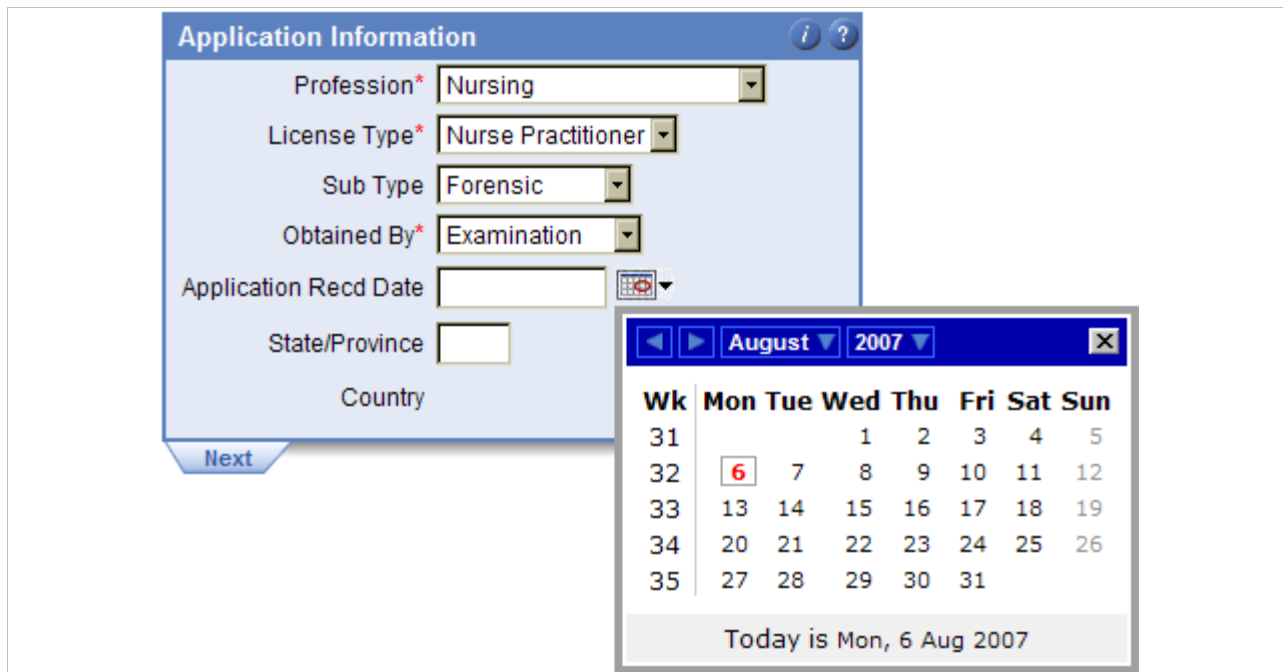 Application Information
Profession* Nursing
License Type* Nurse Practitioner
Sub Type Forensic
Obtained By* Examination
Application Recd Date
State/Province
Country
Next
August 2007
Wk Mon Tue Wed Thu Fri Sat Sun
31 1 2 3 4 5
32 6 7 8 9 10 11 12
33 13 14 15 16 17 18 19
34 20 21 22 23 24 25 26
35 27 28 29 30 31
Today is Mon, 6 Aug 2007